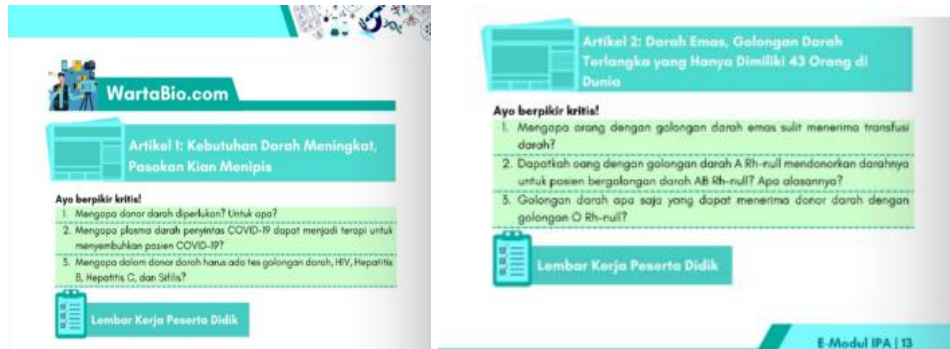 WartaBio.com
Artikel 1: Kebutuhan Darah Meningkat,
Pasokan Kian Menipis
Ayo berpikir kritis!
1. Mengapa donor darah diperlukan? Untuk apa?
2. Mengapa plasma darah penyintas COVID-19 dapat menjadi terapi untuk
menyembuhkan pasien COVID-19?
3. Mengapa dalam donor darah harus ada tes golongan darah, HIV, Hepatitis
B, Hepatitis C, dan Sifilis?
Lembar Kerja Peserta Didik
Artikel 2: Darah Emas, Golongan Darah
Terlangka yang Hanya Dimiliki 43 Orang di
Dunia
Ayo berpikir kritis!
1. Mengapa orang dengan golongan darah emas sulit menerima transfusi
darah?
2. Dapatkah oang dengan golongan darah A Rh-null mendonorkan darahnya
untuk pasien bergolongan darah AB Rh-null? Apa alasannya?
3. Golongan darah apa saja yang dapat menerima donor darah dengan
golongan O Rh-null?
Lembar Kerja Peserta Didik
E-Modul IPA | 13